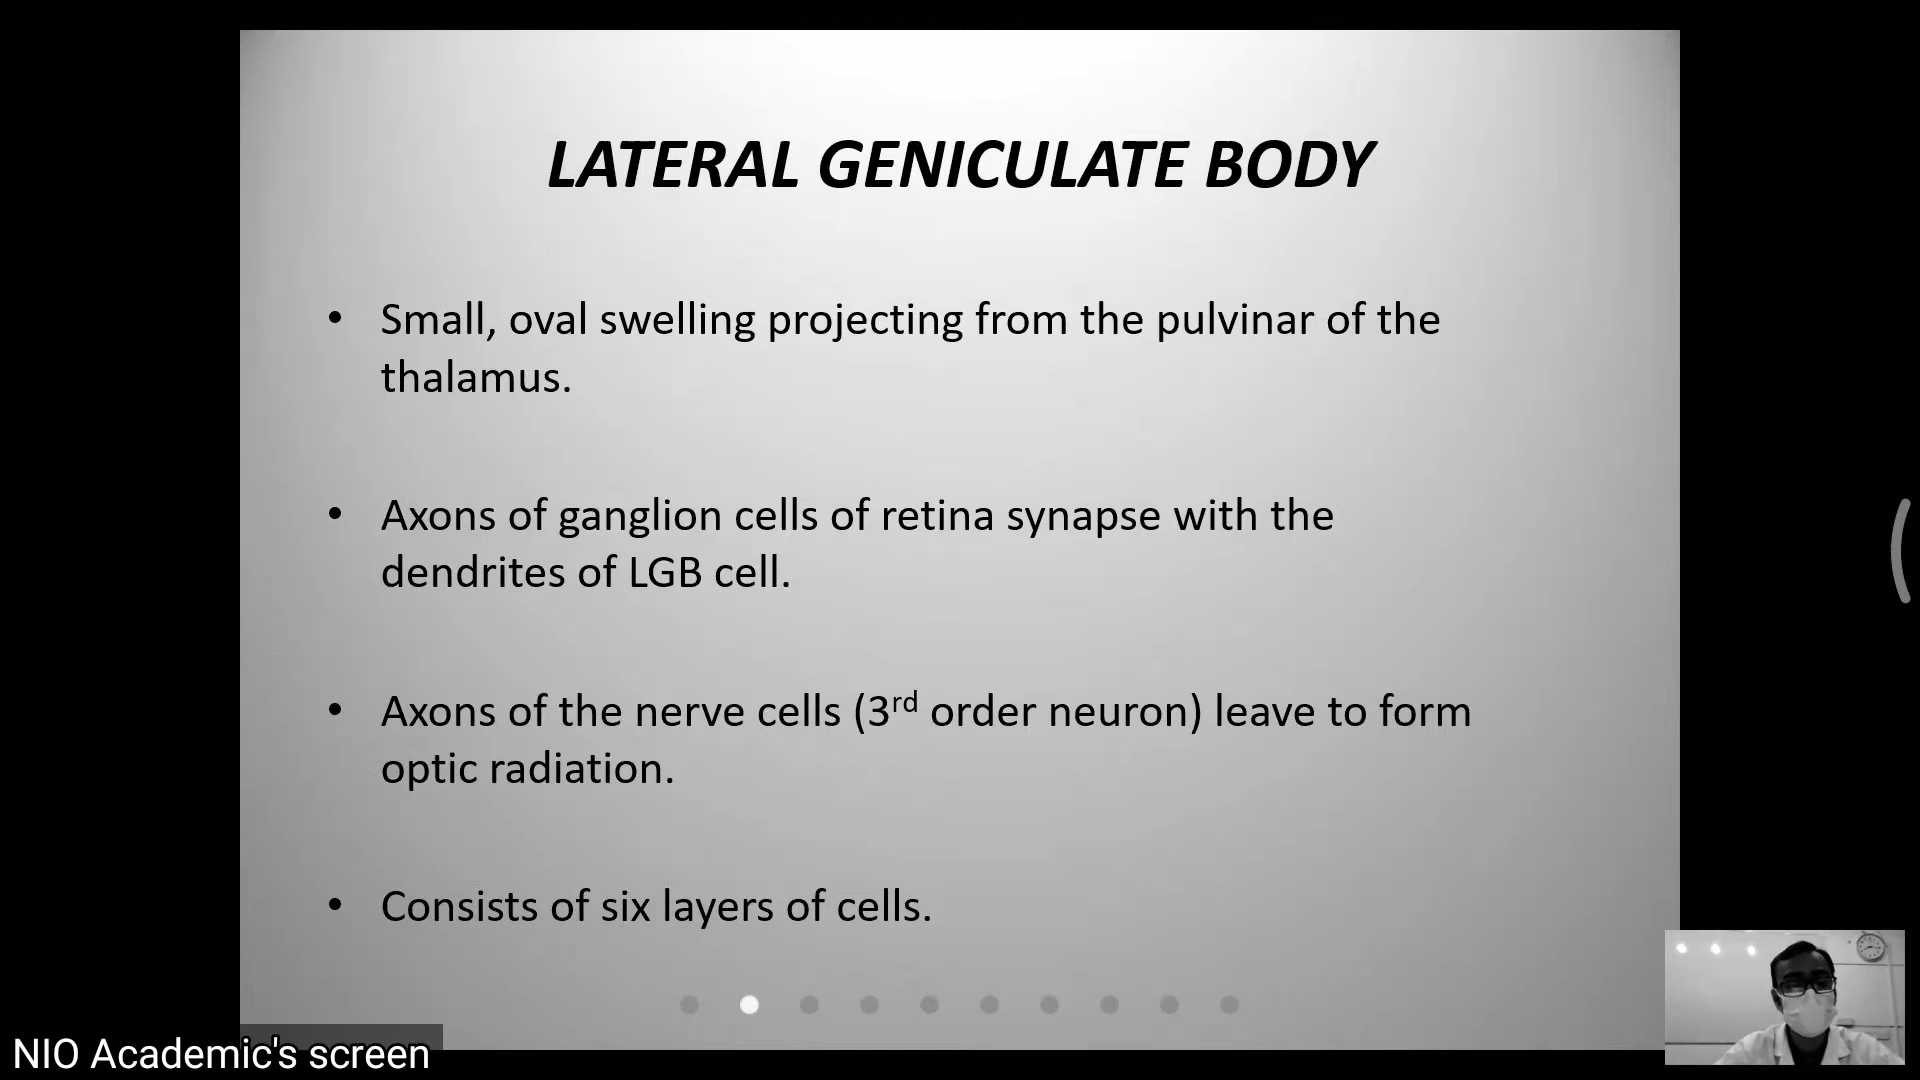 LATERAL GENICULATE BODY
• Small, oval swelling projecting from the pulvinar of the
thalamus.
• Axons of ganglion cells of retina synapse with the
dendrites of LGB cell.
• Axons of the nerve cells (3rd order neuron) leave to form
optic radiation.
• Consists of six layers of cells.
NIO Academic's screen